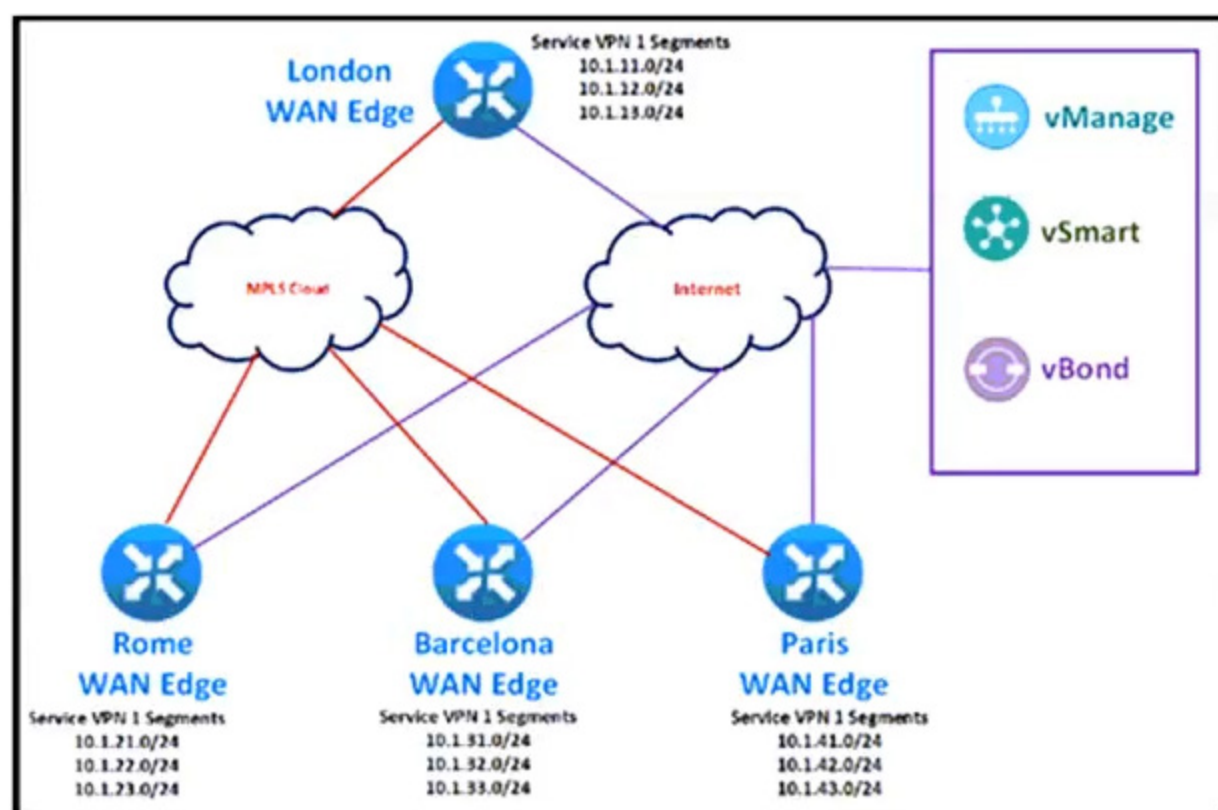 Service VPN 1 Segments
10.1.11.0/24
10.1.12.0/24
10.1.13.0/24
London
WAN Edge
vManage
vSmart
vBond
MPLS Cloud
Internet
Rome
WAN Edge
Service VPN 1 Segments
10.1.21.0/24
10.1.22.0/24
10.1.23.0/24
Barcelona
WAN Edge
Service VPN 1 Segments
10.1.31.0/24
10.1.32.0/24
10.1.33.0/24
Paris
WAN Edge
Service VPN 1 Segments
10.1.41.0/24
10.1.42.0/24
10.1.43.0/24